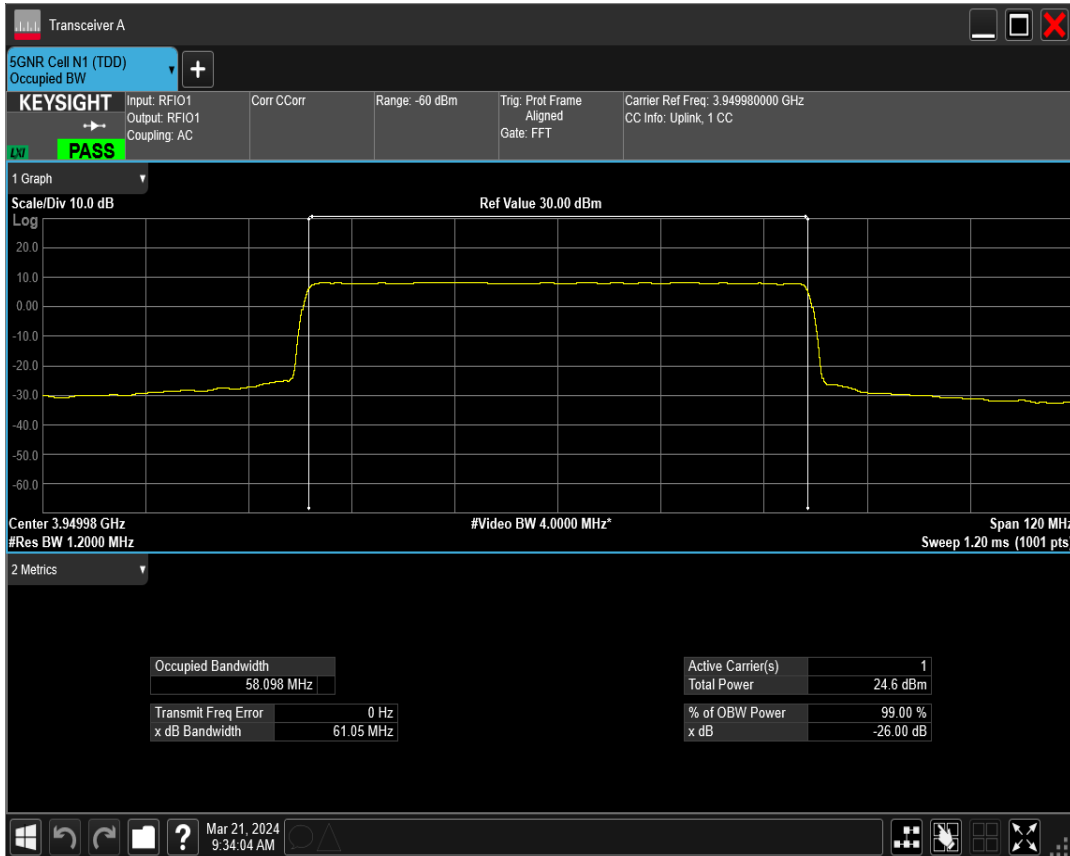 Transceiver A
5GNR Cell N1 (TDD)
Occupied BW
+
KEYSIGHT
LXI
PASS
Input: RFIO1
Output: RFIO1
Coupling: AC
Corr CCorr
Range: -60 dBm
Trig: Prot Frame
Aligned
Gate: FFT
Carrier Ref Freq: 3.949980000 GHz
CC Info: Uplink, 1 CC
1 Graph
Scale/Div 10.0 dB
Ref Value 30.00 dBm
Log
20.0
10.0
0.00
-10.0
-20.0
-30.0
-40.0
-50.0
-60.0
Center 3.94998 GHz
#Video BW 4.0000 MHz*
Span 120 MHz
#Res BW 1.2000 MHz
Sweep 1.20 ms (1001 pts)
2 Metrics
Occupied Bandwidth
58.098 MHz
Transmit Freq Error 0 Hz
x dB Bandwidth 61.05 MHz
Active Carrier(s) 1
Total Power 24.6 dBm
% of OBW Power 99.00 %
x dB -26.00 dB
?
Mar 21, 2024
9:34:04 AM